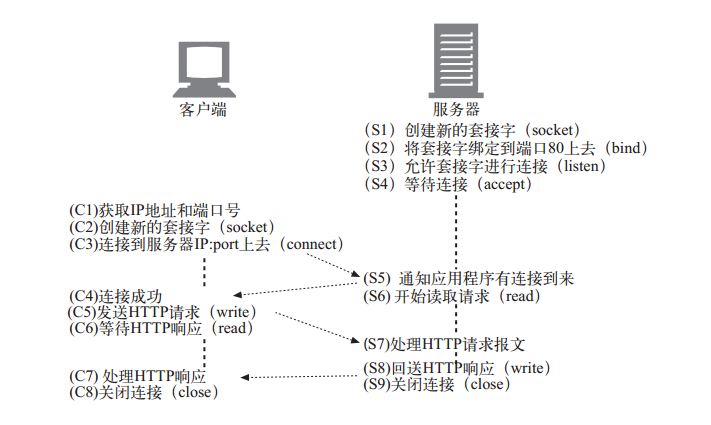 客户端
服务器
(S1）创建新的套接字（socket)
(S2）将套接字绑定到端口80上去（bind）
(S3）允许套接字进行连接（listen)
(S4）等待连接（accept）
(C1)获取IP地址和端口号
(C2)创建新的套接字（socket)
(C3)连接到服务器IP:port上去（connect）
(S5）通知应用程序有连接到来
(S6）开始读取请求（read）
(C4)连接成功
(C5)发送HTTP请求（write）
(C6)等待HTTP响应（read）
(S7)处理HTTP请求报文
(S8)回送HTTP响应（write）
(S9)关闭连接（close）
(C7) 处理HTTP响应
(C8)关闭连接（close）